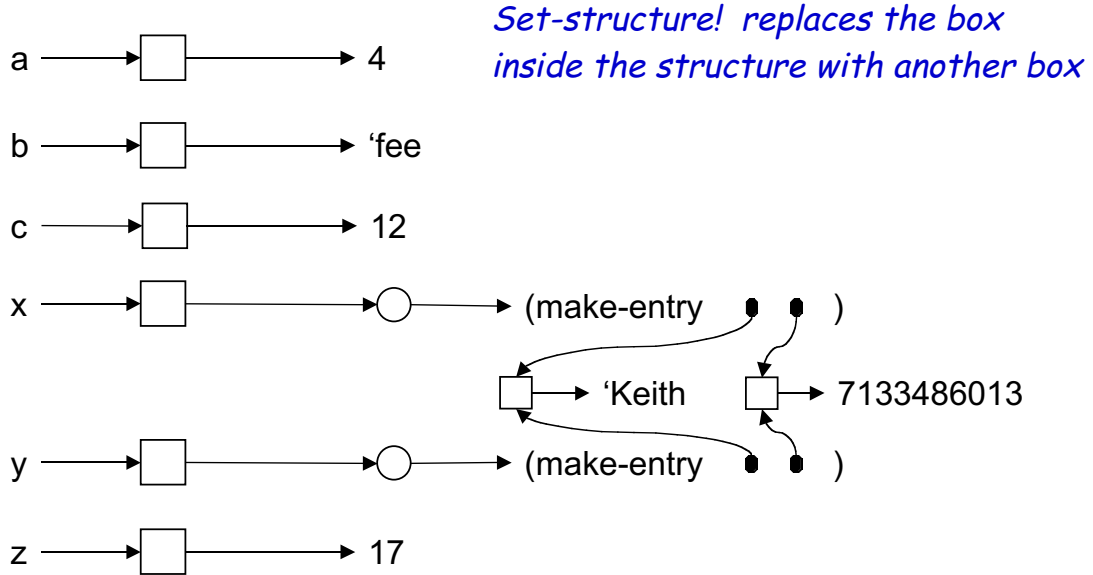 Set-structure! replaces the box
inside the structure with another box
a 4
b ‘fee
c 12
x (make-entry )
‘Keith 7133486013
y (make-entry )
z 17